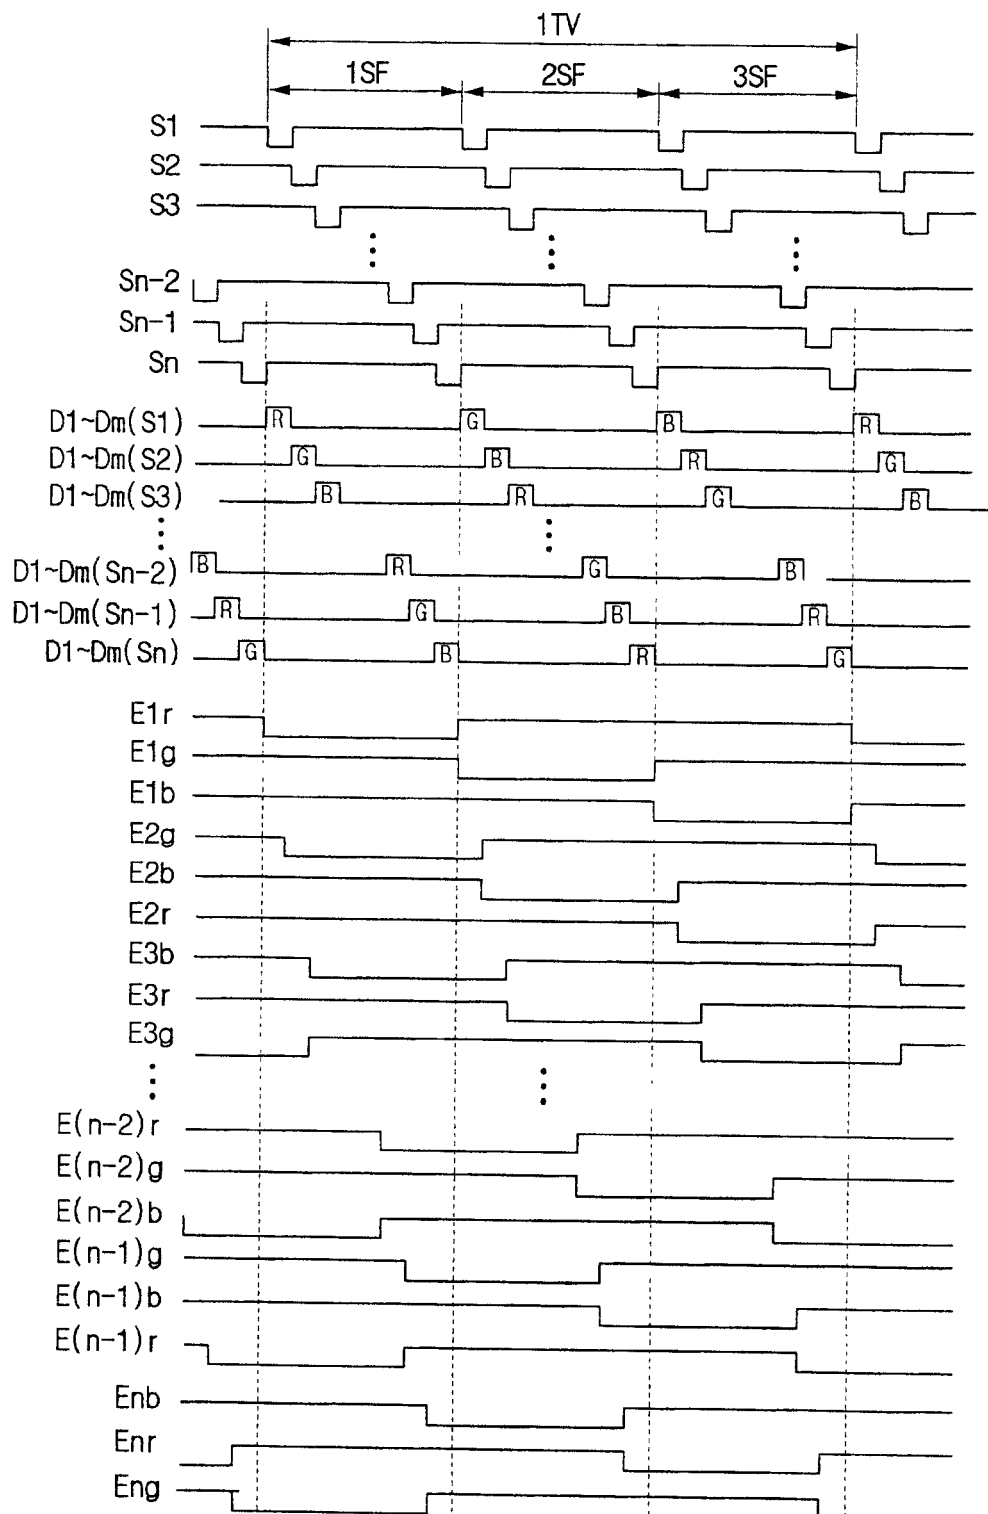 1TV
1SF 2SF 3SF
S1
S2
S3
Sn-2
Sn-1
Sn
D1~Dm(S1) R G B R
D1~Dm(S2) G B R G
D1~Dm(S3) B R G B
D1~Dm(Sn-2) B R G B
D1~Dm(Sn-1) R G B R
D1~Dm(Sn) G B R G
E1r
E1g
E1b
E2g
E2b
E2r
E3b
E3r
E3g
E(n-2)r
E(n-2)g
E(n-2)b
E(n-1)g
E(n-1)b
E(n-1)r
Enb
Enr
Eng